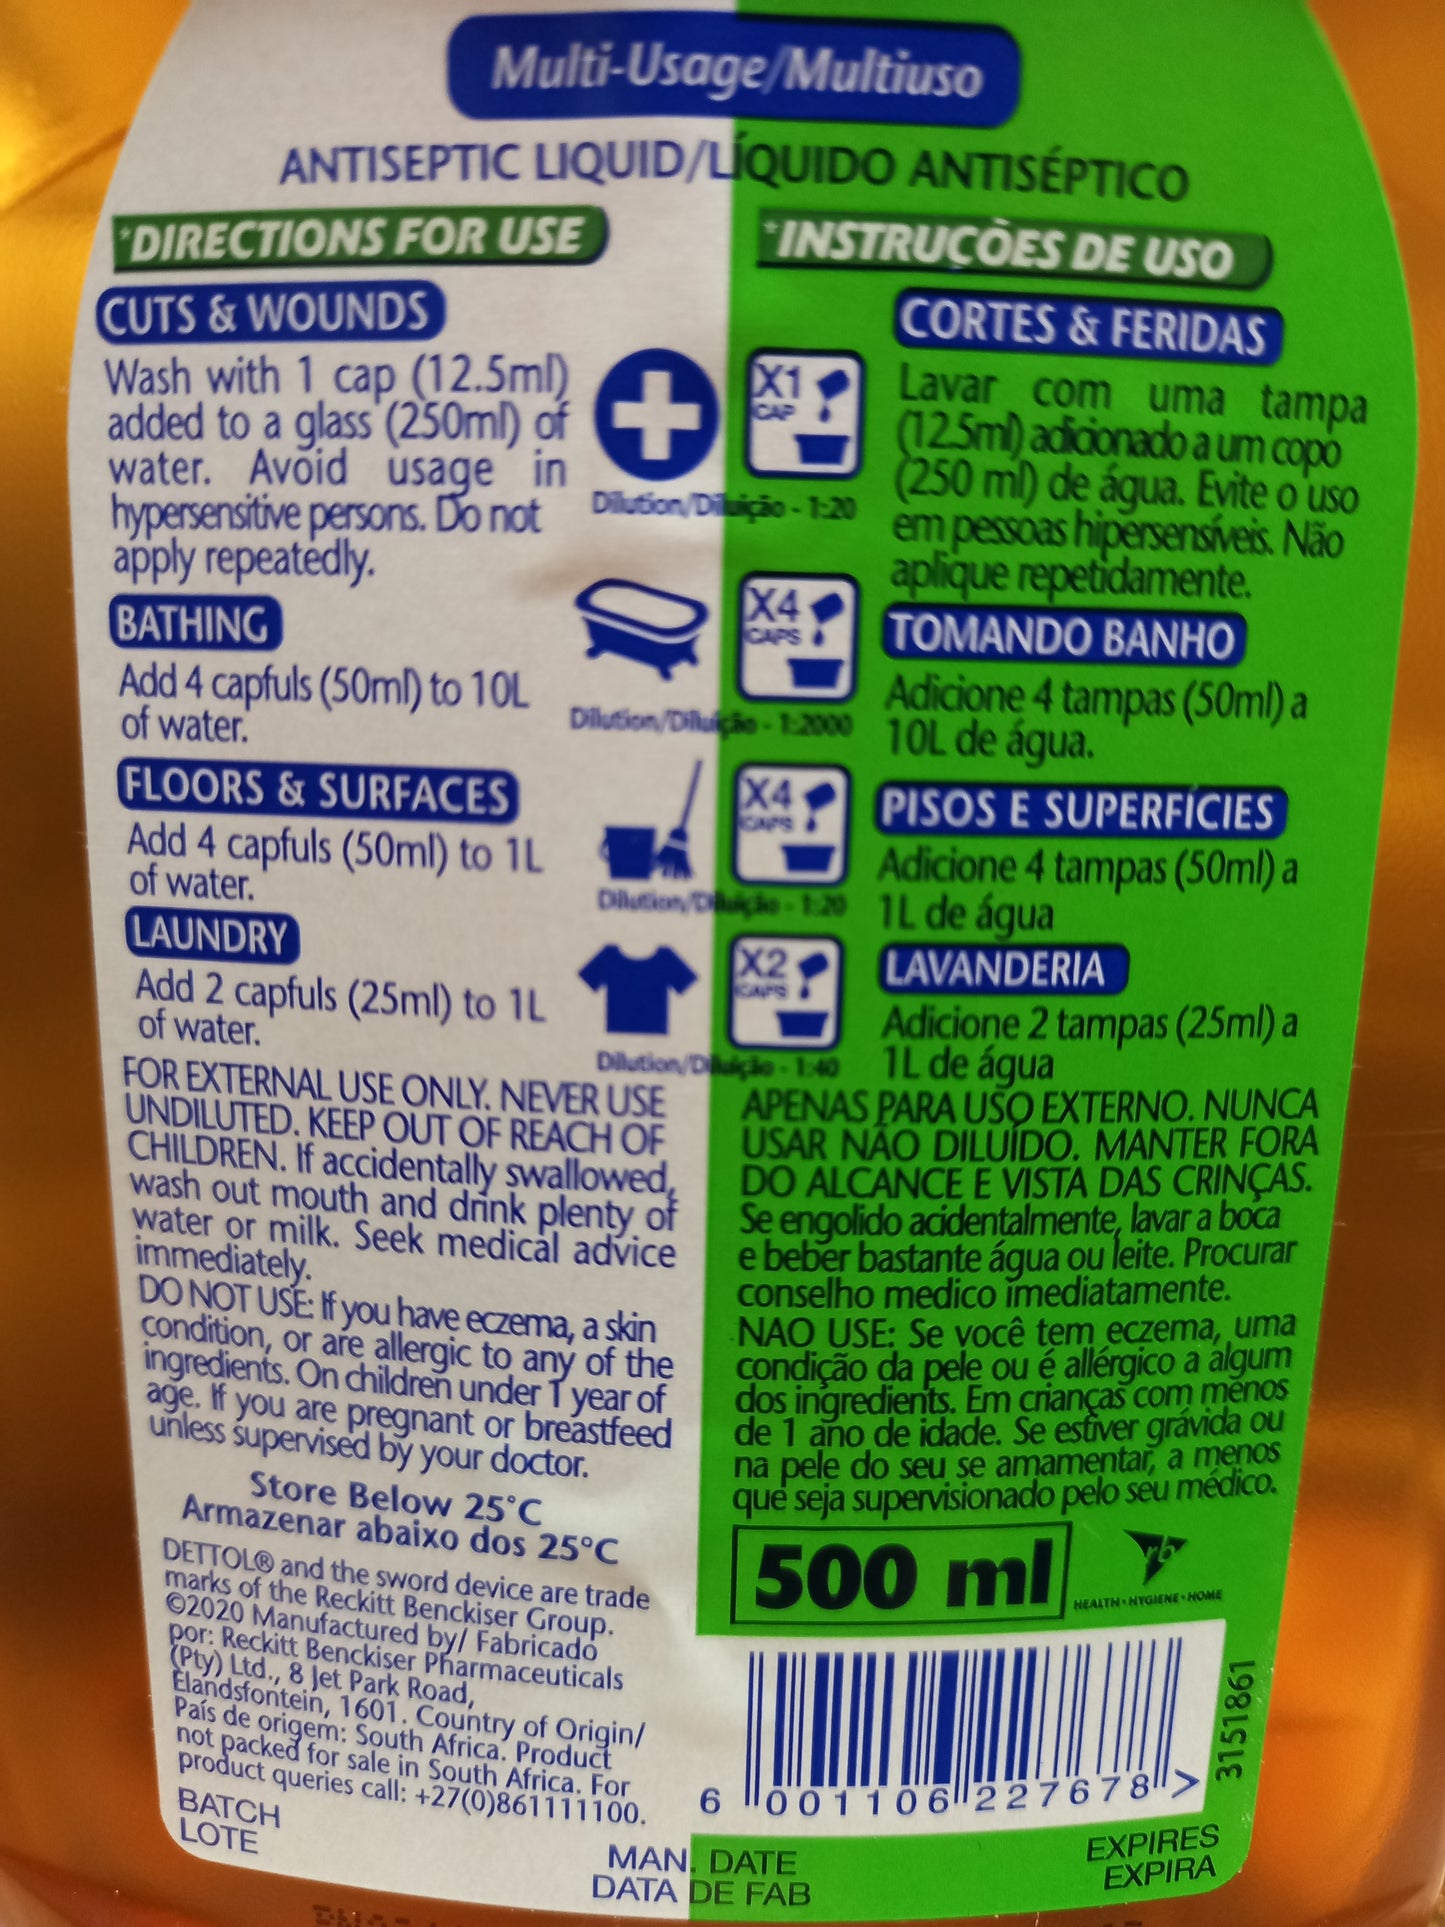 Multi-Usage/Multiuso
ANTISEPTIC LIQUID/LÍQUIDO ANTISÉPTICO
*DIRECTIONS FOR USE
CUTS & WOUNDS
Wash with 1 cap (12.5ml)
added to a glass (250ml) of
water. Avoid usage in
hypersensitive persons. Do not
apply repeatedly.
X1
CAP
Dilution/Diluição - 1:20
BATHING
Add 4 capfuls (50ml) to 10L
of water.
X4
CAPS
Dilution/Diluição - 1:2000
FLOORS & SURFACES
Add 4 capfuls (50ml) to 1L
of water.
X4
CAPS
Dilution/Diluição - 1:20
LAUNDRY
Add 2 capfuls (25ml) to 1L
of water.
X2
CAPS
Dilution/Diluição - 1:40
FOR EXTERNAL USE ONLY. NEVER USE
UNDILUTED. KEEP OUT OF REACH OF
CHILDREN. If accidentally swallowed,
wash out mouth and drink plenty of
water or milk. Seek medical advice
immediately.
DO NOT USE: If you have eczema, a skin
condition, or are allergic to any of the
ingredients. On children under 1 year of
age. If you are pregnant or breastfeed
unless supervised by your doctor.
Store Below 25°C
Armazenar abaixo dos 25°C
DETTOL® and the sword device are trade
marks of the Reckitt Benckiser Group.
©2020 Manufactured by/ Fabricado
por: Reckitt Benckiser Pharmaceuticals
(Pty) Ltd., 8 Jet Park Road,
Elandsfontein, 1601. Country of Origin/
País de origem: South Africa. Product
not packed for sale in South Africa. For
product queries call: +27(0)861111100.
BATCH
LOTE
*INSTRUÇÕES DE USO
CORTES & FERIDAS
Lavar com uma tampa
(12.5ml) adicionado a um copo
(250 ml) de água. Evite o uso
em pessoas hipersensíveis. Não
aplique repetidamente.
TOMANDO BANHO
Adicione 4 tampas (50ml) a
10L de água.
PISOS E SUPERFÍCIES
Adicione 4 tampas (50ml) a
1L de água
LAVANDERIA
Adicione 2 tampas (25ml) a
1L de água
APENAS PARA USO EXTERNO. NUNCA
USAR NÃO DILUÍDO. MANTER FORA
DO ALCANCE E VISTA DAS CRINÇAS.
Se engolido acidentalmente, lavar a boca
e beber bastante água ou leite. Procurar
conselho medico imediatamente.
NAO USE: Se você tem eczema, uma
condição da pele ou é allérgico a algum
dos ingredients. Em crianças com menos
de 1 ano de idade. Se estiver grávida ou
na pele do seu se amamentar, a menos
que seja supervisionado pelo seu médico.
500 ml
rb
HEALTH • HYGIENE • HOME
3151861
6 001106 227678 >
MAN. DATE
DATA DE FAB
EXPIRES
EXPIRA